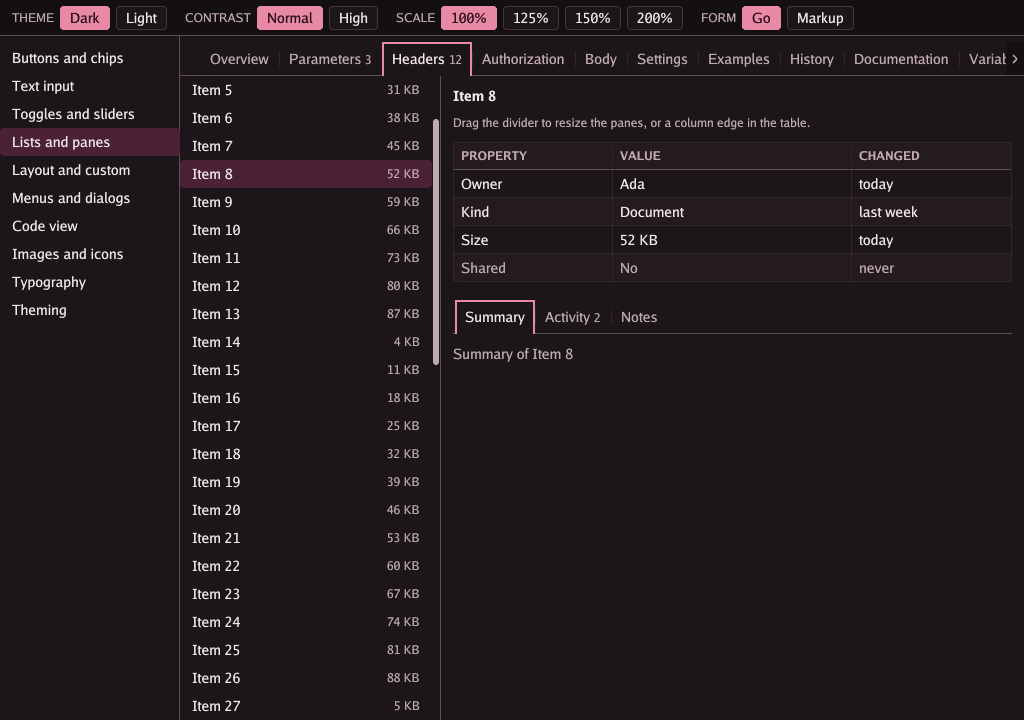 THEME Dark Light CONTRAST Normal High SCALE 100% 125% 150% 200% FORM Go Markup
Buttons and chips
Text input
Toggles and sliders
Lists and panes
Layout and custom
Menus and dialogs
Code view
Images and icons
Typography
Theming
Overview Parameters 3 Headers 12 Authorization Body Settings Examples History Documentation Variab
Item 5 31 KB
Item 6 38 KB
Item 7 45 KB
Item 8 52 KB
Item 9 59 KB
Item 10 66 KB
Item 11 73 KB
Item 12 80 KB
Item 13 87 KB
Item 14 4 KB
Item 15 11 KB
Item 16 18 KB
Item 17 25 KB
Item 18 32 KB
Item 19 39 KB
Item 20 46 KB
Item 21 53 KB
Item 22 60 KB
Item 23 67 KB
Item 24 74 KB
Item 25 81 KB
Item 26 88 KB
Item 27 5 KB
Item 8
Drag the divider to resize the panes, or a column edge in the table.
PROPERTY VALUE CHANGED
Owner Ada today
Kind Document last week
Size 52 KB today
Shared No never
Summary Activity 2 Notes
Summary of Item 8